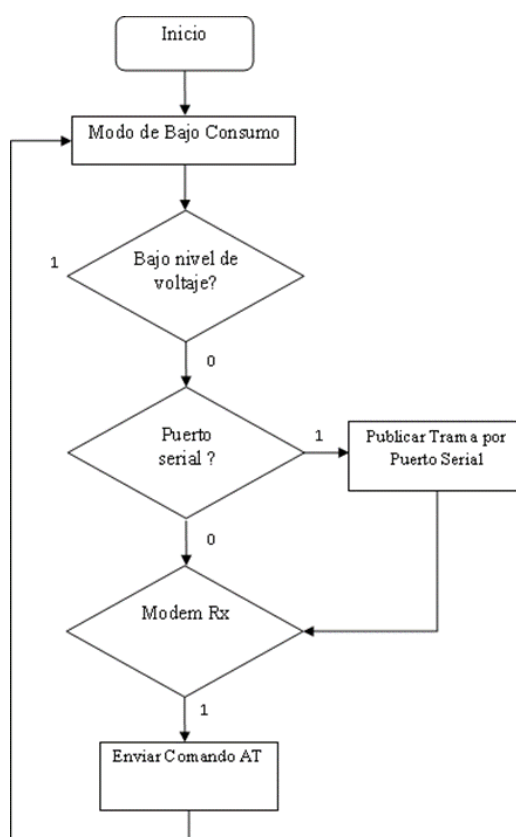 Inicio
Modo de Bajo Consumo
1
Bajo nivel de
voltaje?
0
Puerto
serial ?
1
Publicar Trama por
Puerto Serial
0
Modem Rx
1
Enviar Comando AT